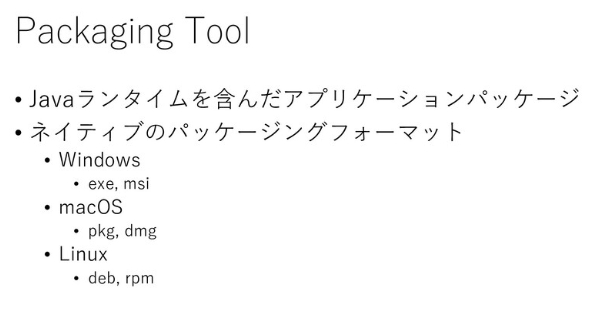 Packaging Tool
• Javaランタイムを含んだアプリケーションパッケージ
• ネイティブのパッケージングフォーマット
• Windows
• exe, msi
• macOS
• pkg, dmg
• Linux
• deb, rpm